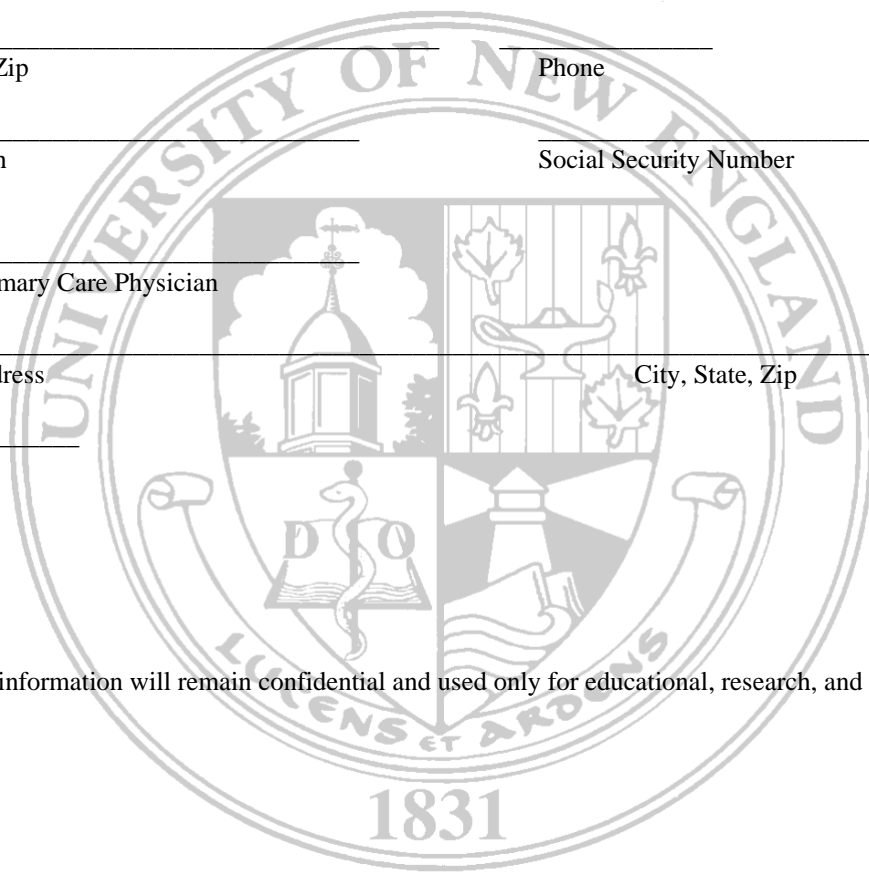 Zip Phone
n Social Security Number
mary Care Physician
dress City, State, Zip
information will remain confidential and used only for educational, research, and
UNIVERSITY OF NEW ENGLAND
D O
LUCENS ET ARDENS
1831